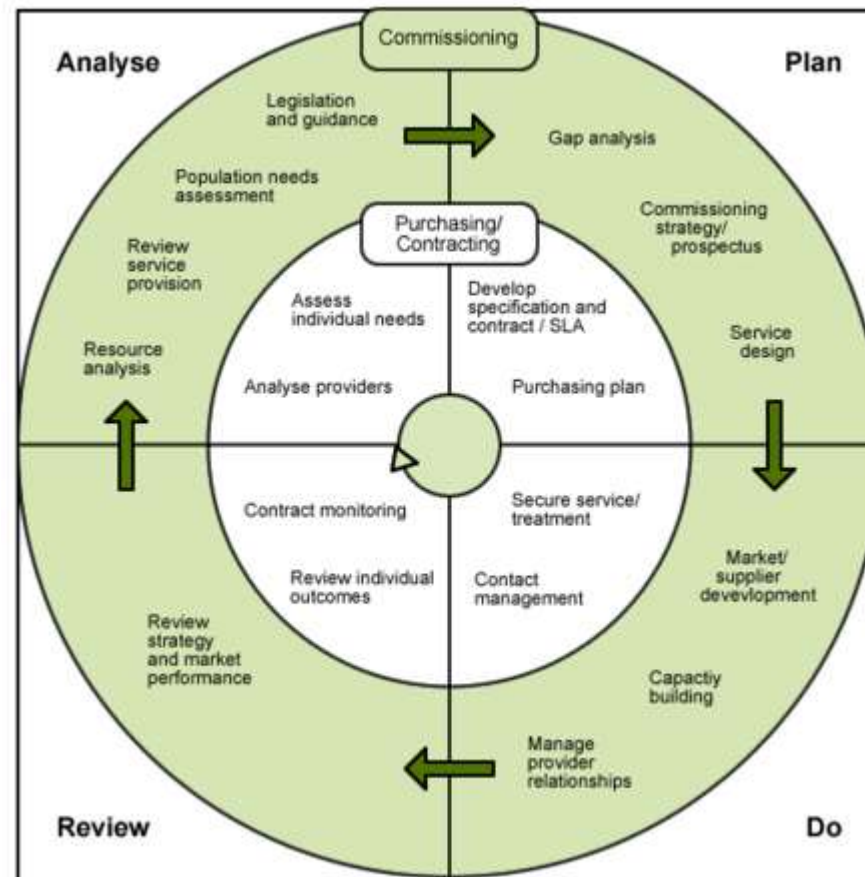 Commissioning
Analyse
Plan
Legislation
and guidance
Gap analysis
Population needs
assessment
Commissioning
strategy/
prospectus
Purchasing/
Contracting
Review
service
provision
Assess
individual needs
Develop
specification and
contract / SLA
Resource
analysis
Service
design
Analyse providers
Purchasing plan
Contract monitoring
Secure service/
treatment
Review individual
outcomes
Contact
management
Market/
supplier
devevlopment
Review
strategy
and market
performance
Capactiy
building
Manage
provider
relationships
Review
Do